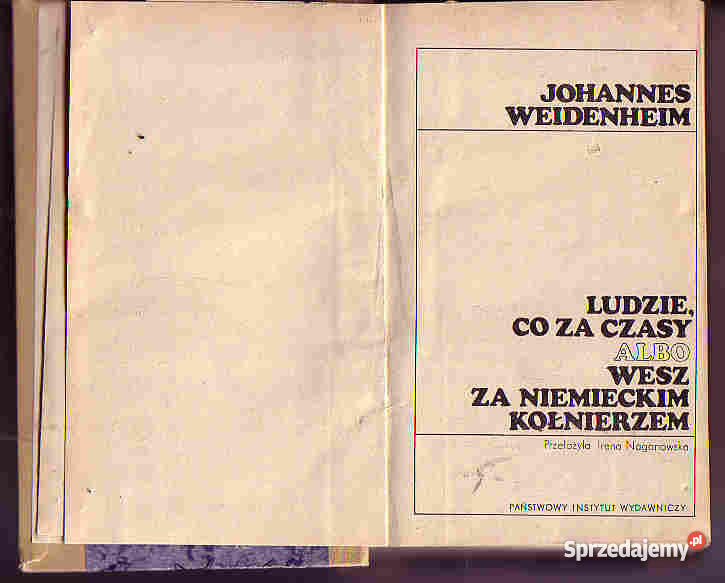 JOHANNES
WEIDENHEIM
LUDZIE,
CO ZA CZASY
ALBO
WESZ
ZA NIEMIECKIM
KOŁNIERZEM
Przełożyła Irena Naganowska
PAŃSTWOWY INSTYTUT WYDAWNICZY
Sprzedajemy.pl